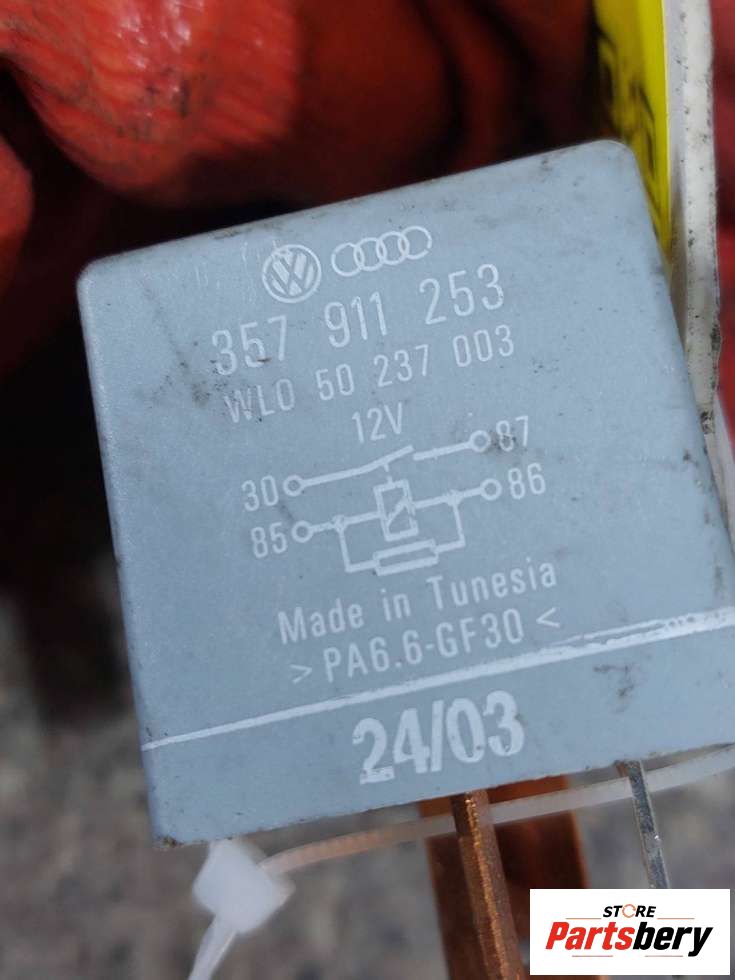 VW
357 911 253
WLO 50 237 003
12V
30 87
85 86
Made in Tunesia
>PA6.6-GF30<
24/03
STORE
Partsbery